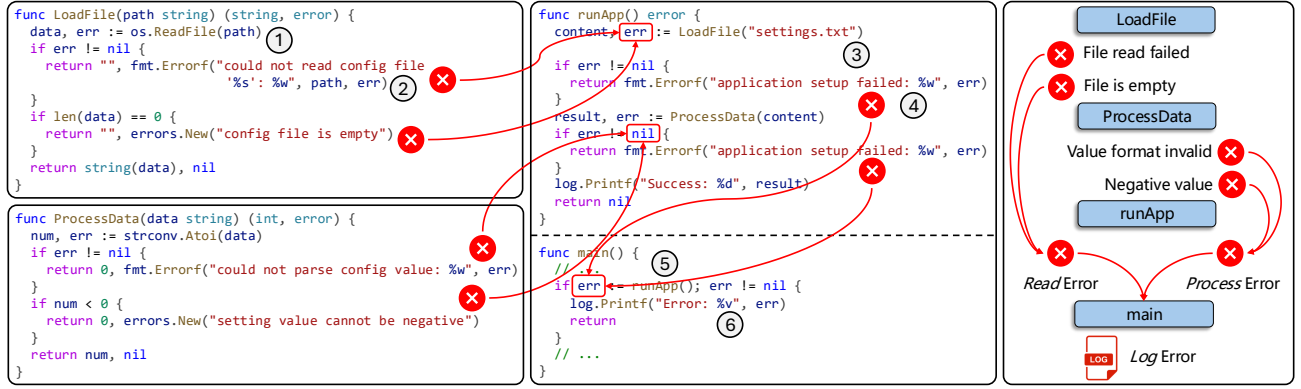 func LoadFile(path string) (string, error) {
data, err := os.ReadFile(path)
1
if err != nil {
return "", fmt.Errorf("could not read config file
'%s': %w", path, err)
2
}
if len(data) == 0 {
return "", errors.New("config file is empty")
}
return string(data), nil
}
func ProcessData(data string) (int, error) {
num, err := strconv.Atoi(data)
if err != nil {
return 0, fmt.Errorf("could not parse config value: %w", err)
}
if num < 0 {
return 0, errors.New("setting value cannot be negative")
}
return num, nil
}
func runApp() error {
content, err := LoadFile("settings.txt")
3
if err != nil {
return fmt.Errorf("application setup failed: %w", err)
}
4
result, err := ProcessData(content)
if err != nil {
return fmt.Errorf("application setup failed: %w", err)
}
log.Printf("Success: %d", result)
return nil
}
func main() {
5
// ...
if err := runApp(); err != nil {
log.Printf("Error: %v", err)
return
6
}
// ...
LoadFile
File read failed
File is empty
ProcessData
Value format invalid
Negative value
runApp
Read Error
Process Error
main
LOG
Log Error